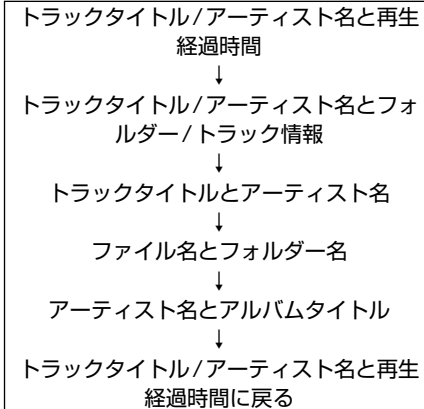 トラックタイトル/アーティスト名と再生
経過時間
↓
トラックタイトル/アーティスト名とフォ
ルダー/トラック情報
↓
トラックタイトルとアーティスト名
↓
ファイル名とフォルダー名
↓
アーティスト名とアルバムタイトル
↓
トラックタイトル/アーティスト名と再生
経過時間に戻る